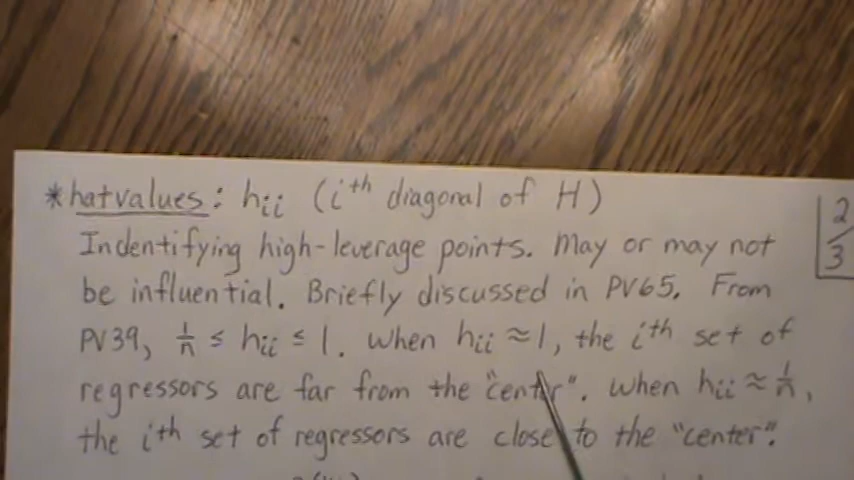 *hatvalues: hᵢᵢ (iᵗʰ diagonal of H)
Indentifying high-leverage points. May or may not
be influential. Briefly discussed in PV65. From
PV39, 1/n ≤ hᵢᵢ ≤ 1. When hᵢᵢ ≈ 1, the iᵗʰ set of
regressors are far from the "center". When hᵢᵢ ≈ 1/n,
the iᵗʰ set of regressors are close to the "center".
2/3